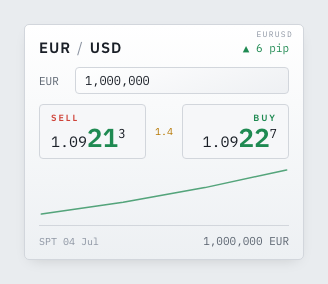 EURUSD
EUR / USD ▲ 6 pip
EUR 1,000,000
SELL BUY
1.09213 1.4 1.09227
SPT 04 Jul 1,000,000 EUR